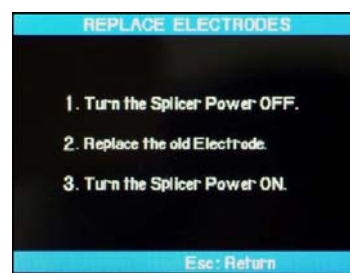 REPLACE ELECTRODES
1. Turn the Splicer Power OFF.
2. Replace the old Electrode.
3. Turn the Splicer Power ON.
Esc: Return